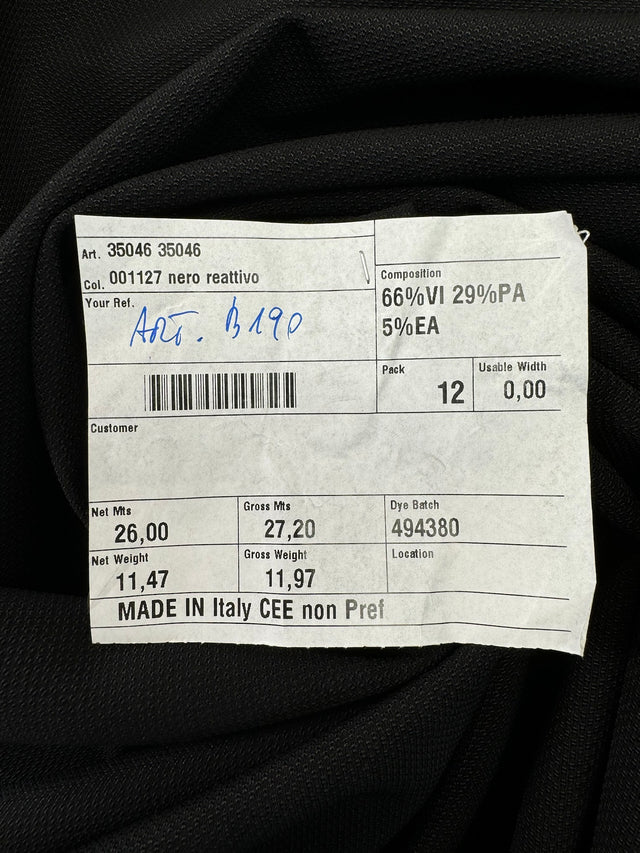 Art. 35046 35046
Col. 001127 nero reattivo
Your Ref.
ART. B190
Composition
66%VI 29%PA
5%EA
Pack
12
Usable Width
0,00
Customer
Net Mts
26,00
Gross Mts
27,20
Dye Batch
494380
Net Weight
11,47
Gross Weight
11,97
Location
MADE IN Italy CEE non Pref